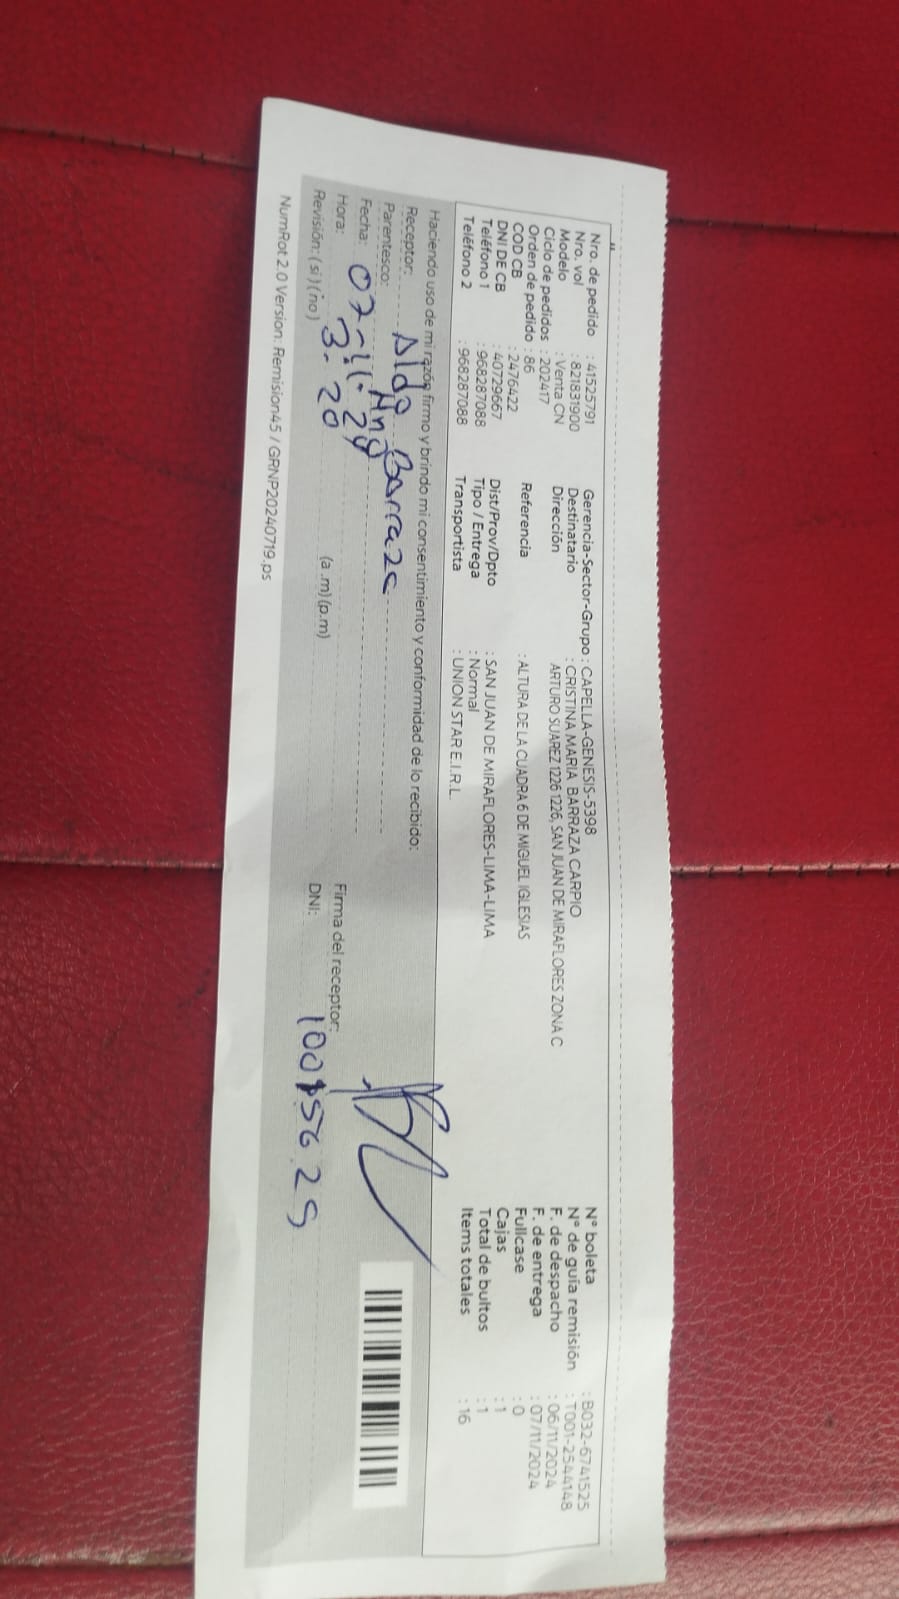 Nro. de pedido : 41525791
Nro. vol : 821831900
Modelo : Venta CN
Ciclo de pedidos : 202417
Orden de pedido : 86
COD CB : 2476422
DNI DE CB : 40729667
Teléfono 1 : 968287088
Teléfono 2 : 968287088
Gerencia-Sector-Grupo : CAPELLA-GENESIS-5398
Destinatario : CRISTINA MARIA BARRAZA CARPIO
Dirección ARTURO SUAREZ 1226 1226, SAN JUAN DE MIRAFLORES ZONA C
Referencia : ALTURA DE LA CUADRA 6 DE MIGUEL IGLESIAS
Dist/Prov/Dpto : SAN JUAN DE MIRAFLORES-LIMA-LIMA
Tipo / Entrega : Normal
Transportista : UNION STAR E.I.R.L.
N° boleta : B032-6741525
N° de guía remisión : T001-2544148
F. de despacho : 06/11/2024
F. de entrega : 07/11/2024
Fullcase : 0
Cajas : 1
Total de bultos : 1
Items totales : 16
Haciendo uso de mi razón firmo y brindo mi consentimiento y conformidad de lo recibido:
Receptor: Aldo Barraza
Parentesco:
Fecha: 07-11-24
Hora: 3.20 (a.m) (p.m)
Revisión: (si) (no)
Firma del receptor:
DNI:
NumRot 2.0 Version: Remision45 / GRNP20240719.ps